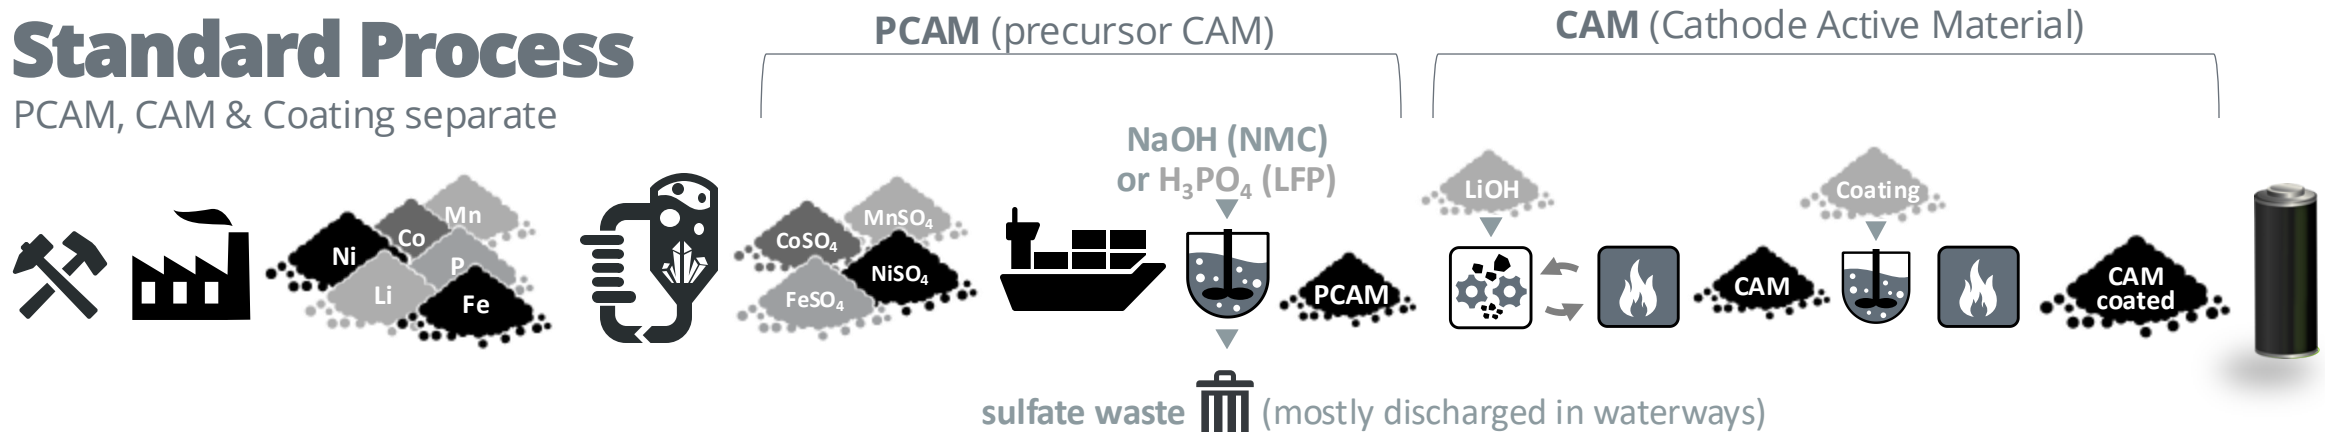 Standard Process
PCAM, CAM & Coating separate
PCAM (precursor CAM)
CAM (Cathode Active Material)
NaOH (NMC)
or H₃PO₄ (LFP)
Mn
Co
Ni
P
Li
Fe
MnSO₄
CoSO₄
NiSO₄
FeSO₄
PCAM
LiOH
CAM
Coating
CAM
coated
sulfate waste (mostly discharged in waterways)